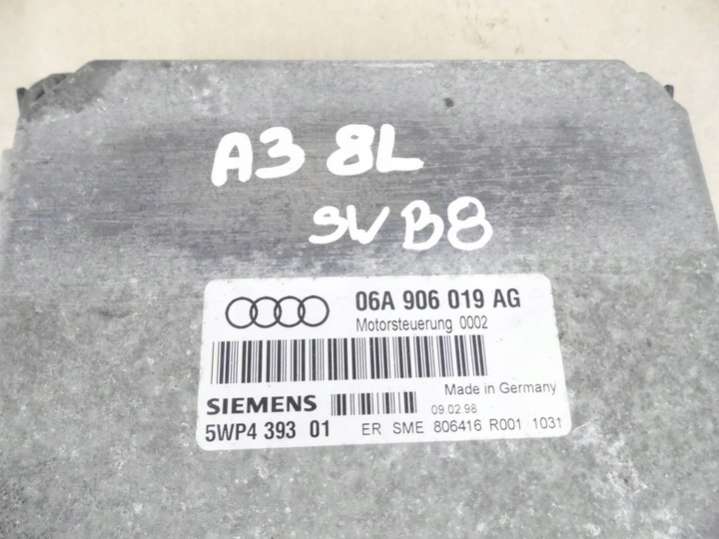 A3 8L
SWB8
06A 906 019 AG
Motorsteuerung 0002
Made in Germany
SIEMENS
09.02.98
5WP4 393 01 ER SME 806416 R001 1031